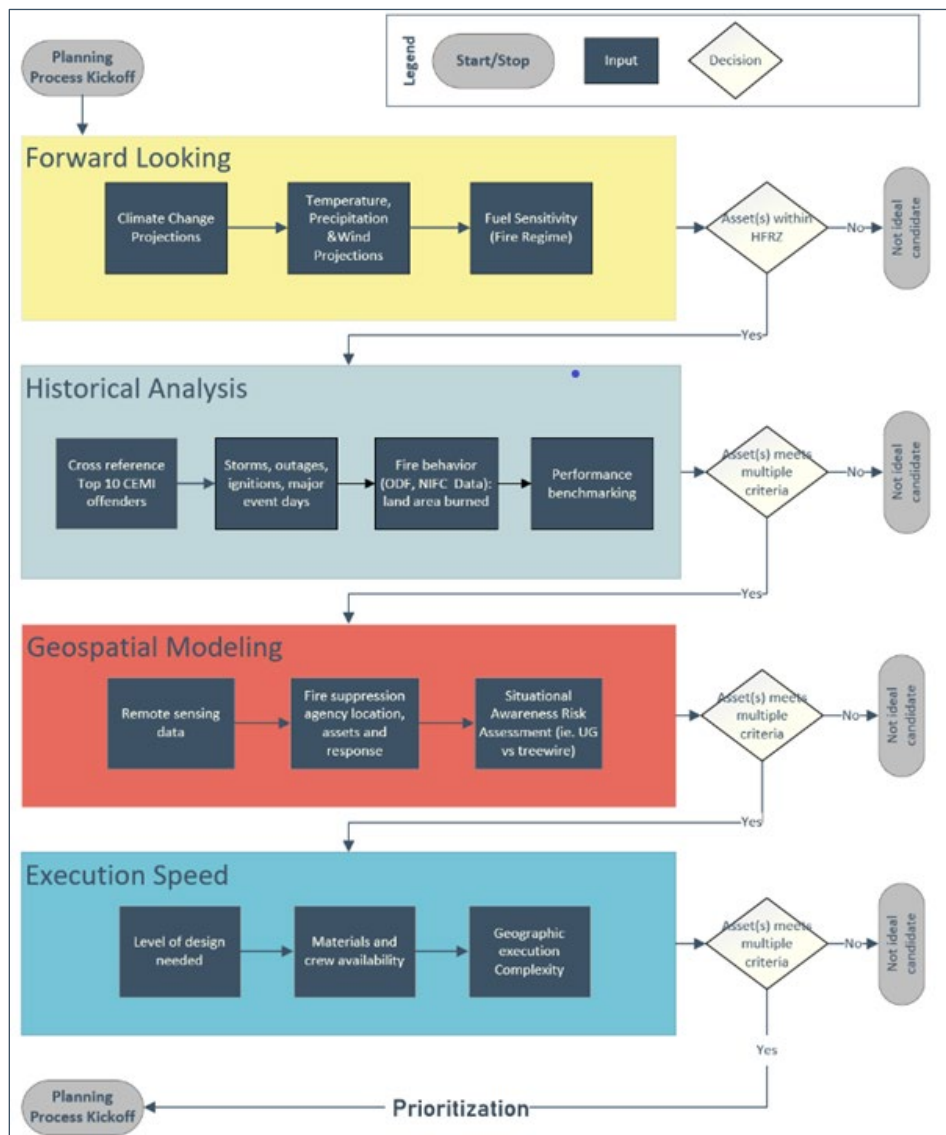 Planning
Process Kickoff
Legend
Start/Stop
Input
Decision
Forward Looking
Climate Change
Projections
Temperature,
Precipitation
&Wind
Projections
Fuel Sensitivity
(Fire Regime)
Asset(s) within
HFRZ
No
Not ideal
candidate
Yes
Historical Analysis
Cross reference
Top 10 CEMI
offenders
Storms, outages,
ignitions, major
event days
Fire behavior
(ODF, NIFC Data):
land area burned
Performance
benchmarking
Asset(s) meets
multiple
criteria
No
Not ideal
candidate
Yes
Geospatial Modeling
Remote sensing
data
Fire suppression
agency location,
assets and
response
Situational
Awareness Risk
Assessment (ie. UG
vs treewire)
Asset(s) meets
multiple
criteria
No
Not ideal
candidate
Yes
Execution Speed
Level of design
needed
Materials and
crew availability
Geographic
execution
Complexity
Asset(s) meets
multiple
criteria
No
Not ideal
candidate
Yes
Planning
Process Kickoff
Prioritization